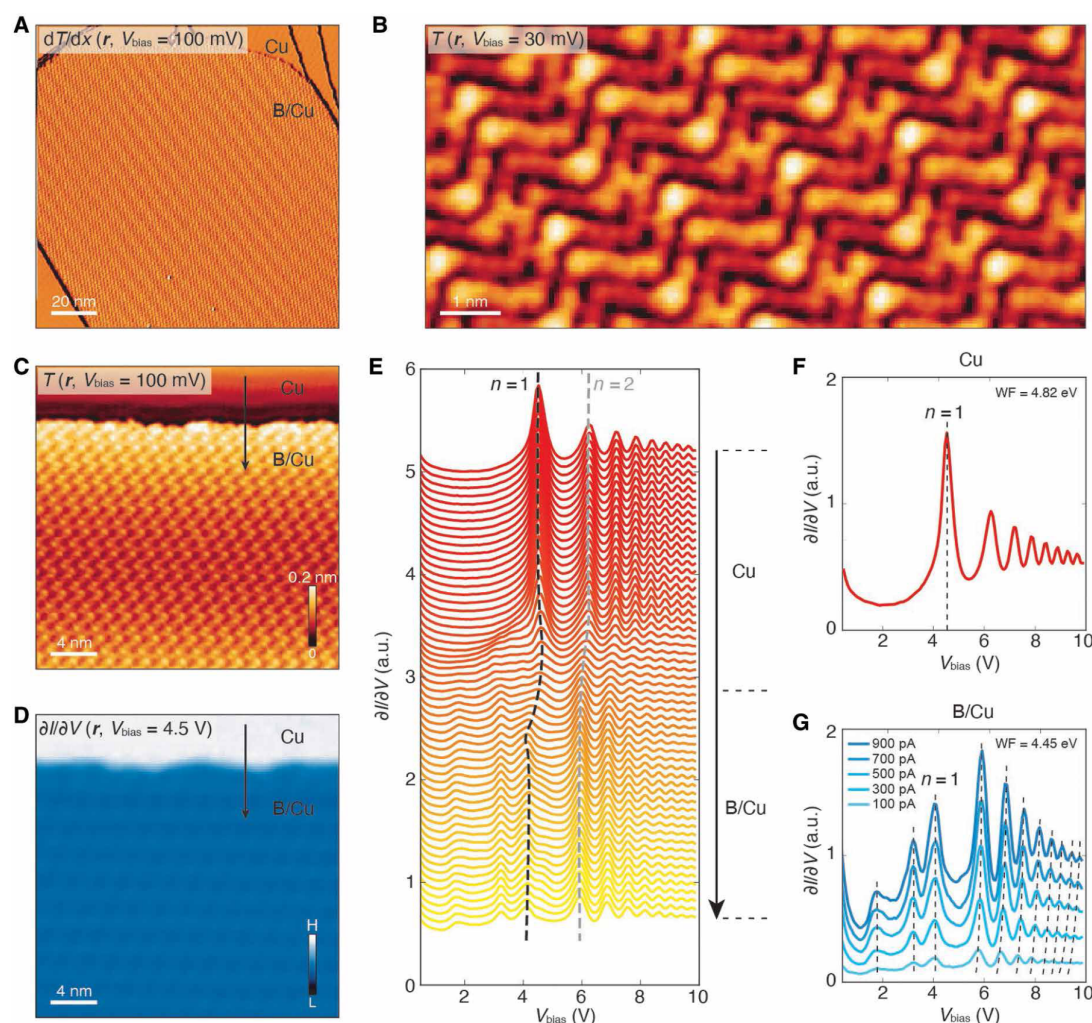 A
dT/dx (r, Vbias = 100 mV)
Cu
B/Cu
20 nm
B
T (r, Vbias = 30 mV)
1 nm
C
T (r, Vbias = 100 mV)
Cu
B/Cu
0.2 nm
0
4 nm
D
∂I/∂V (r, Vbias = 4.5 V)
Cu
B/Cu
H
L
4 nm
E
n = 1
n = 2
6
5
4
3
2
1
0
∂I/∂V (a.u.)
2
4
6
8
10
Vbias (V)
Cu
B/Cu
F
Cu
WF = 4.82 eV
n = 1
2
1
0
∂I/∂V (a.u.)
2
4
6
8
10
Vbias (V)
G
B/Cu
WF = 4.45 eV
900 pA
700 pA
500 pA
300 pA
100 pA
n = 1
2
1
0
∂I/∂V (a.u.)
2
4
6
8
10
Vbias (V)